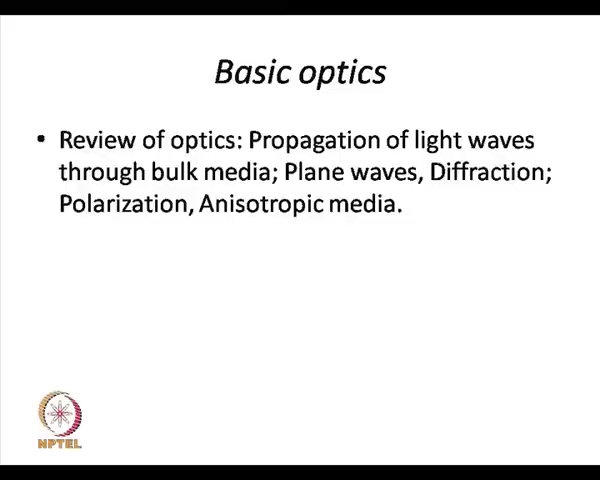 Basic optics
• Review of optics: Propagation of light waves
through bulk media; Plane waves, Diffraction;
Polarization, Anisotropic media.
NPTEL